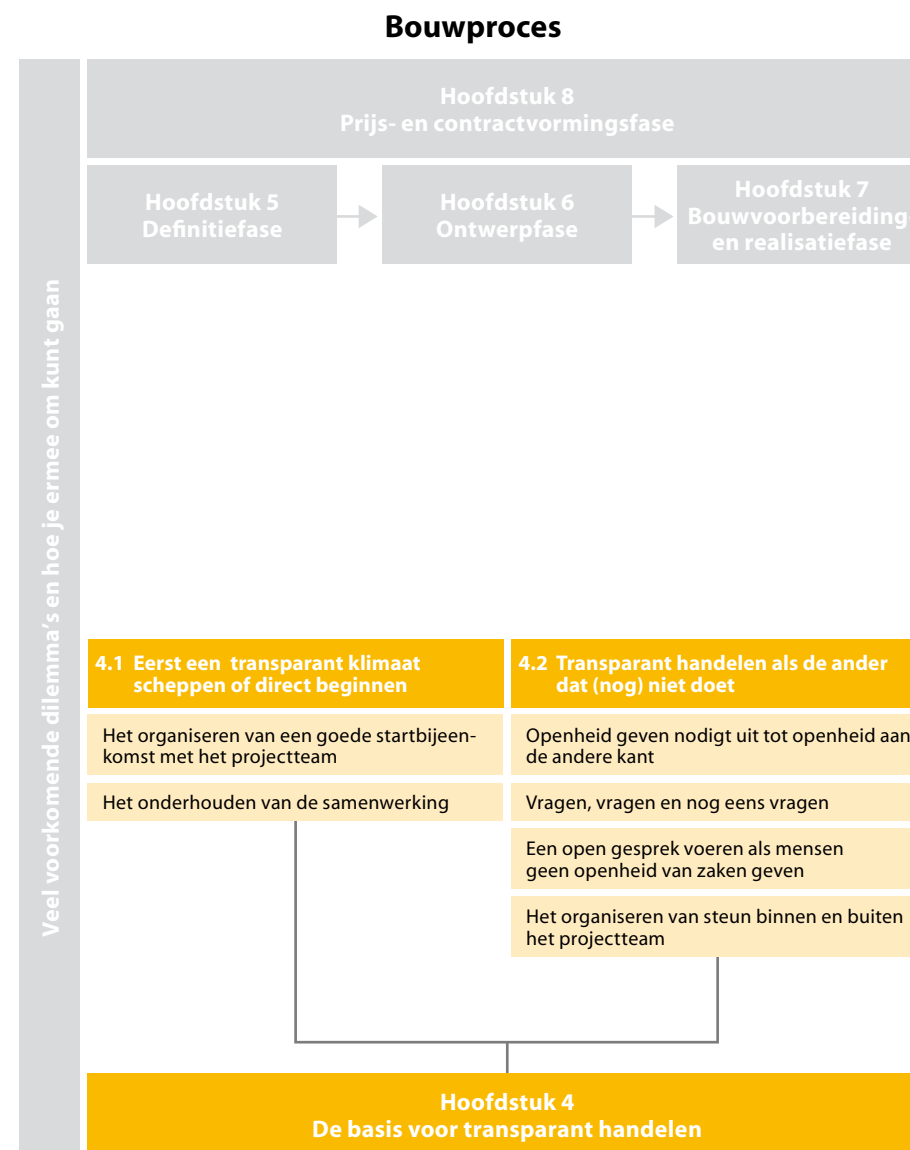 Bouwproces
Veel voorkomende dilemma's en hoe je ermee om kunt gaan
Hoofdstuk 8
Prijs- en contractvormingsfase
Hoofdstuk 5
Definitiefase
Hoofdstuk 6
Ontwerpfase
Hoofdstuk 7
Bouwvoorbereiding
en realisatiefase
4.1 Eerst een transparant klimaat
scheppen of direct beginnen
Het organiseren van een goede startbijeen-
komst met het projectteam
Het onderhouden van de samenwerking
4.2 Transparant handelen als de ander
dat (nog) niet doet
Openheid geven nodigt uit tot openheid aan
de andere kant
Vragen, vragen en nog eens vragen
Een open gesprek voeren als mensen
geen openheid van zaken geven
Het organiseren van steun binnen en buiten
het projectteam
Hoofdstuk 4
De basis voor transparant handelen